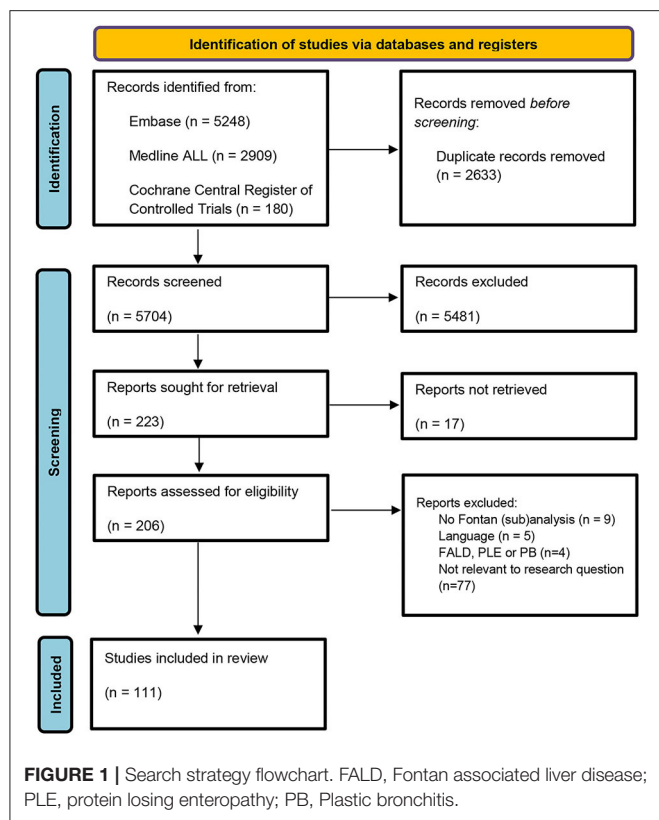 Identification of studies via databases and registers
Identification
Records identified from:
Embase (n = 5248)
Medline ALL (n = 2909)
Cochrane Central Register of
Controlled Trials (n = 180)
Records removed before
screening:
Duplicate records removed
(n = 2633)
Screening
Records screened
(n = 5704)
Records excluded
(n = 5481)
Reports sought for retrieval
(n = 223)
Reports not retrieved
(n = 17)
Reports assessed for eligibility
(n = 206)
Reports excluded:
No Fontan (sub)analysis (n = 9)
Language (n = 5)
FALD, PLE or PB (n=4)
Not relevant to research question
(n=77)
Included
Studies included in review
(n = 111)
FIGURE 1 | Search strategy flowchart. FALD, Fontan associated liver disease;
PLE, protein losing enteropathy; PB, Plastic bronchitis.